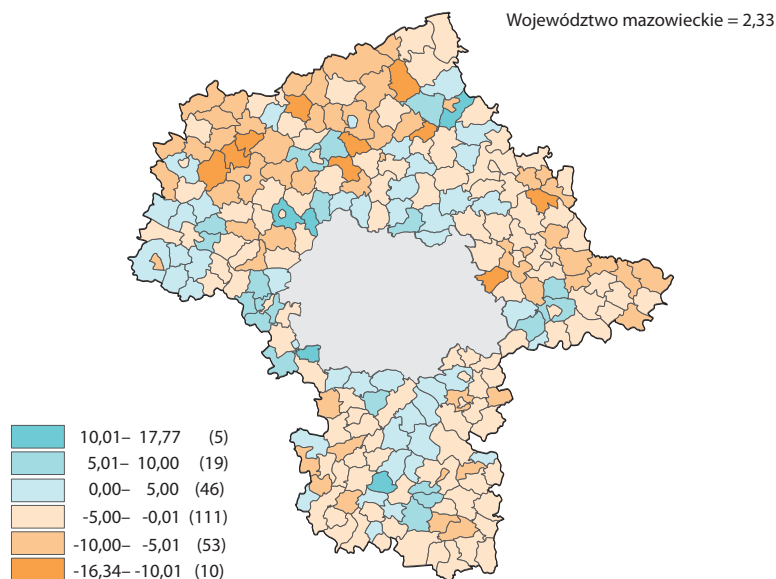 Województwo mazowieckie = 2,33
10,01– 17,77 (5)
5,01– 10,00 (19)
0,00– 5,00 (46)
-5,00– -0,01 (111)
-10,00– -5,01 (53)
-16,34– -10,01 (10)